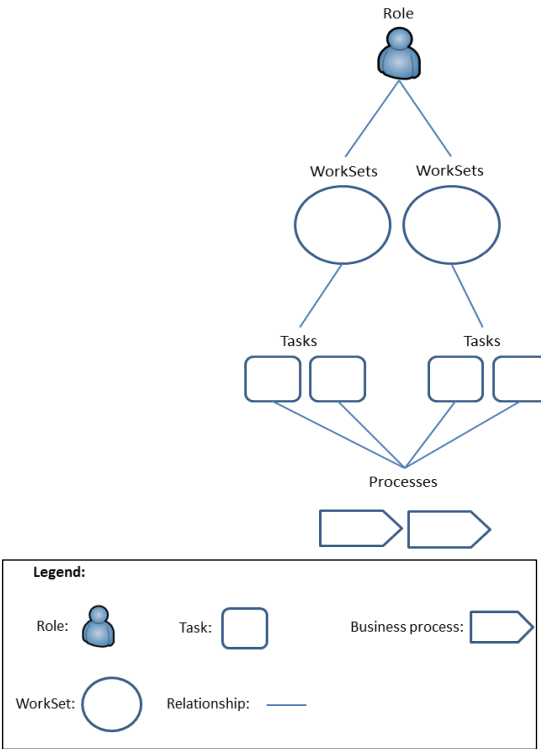 Role
WorkSets WorkSets
Tasks Tasks
Processes
Legend:
Role: Task: Business process:
WorkSet: Relationship: